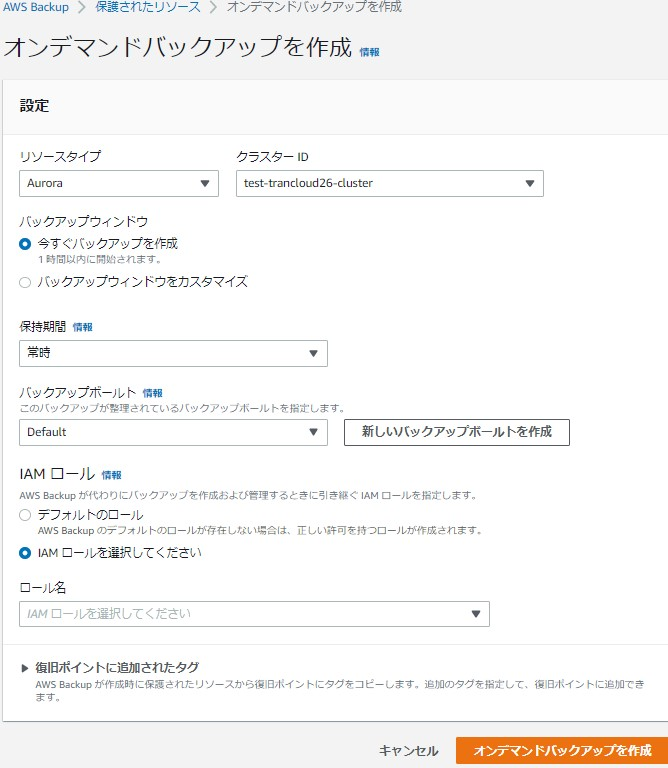 AWS Backup > 保護されたリソース > オンデマンドバックアップを作成
オンデマンドバックアップを作成 情報
設定
リソースタイプ クラスター ID
Aurora test-trancloud26-cluster
バックアップウィンドウ
今すぐバックアップを作成
1 時間以内に開始されます。
バックアップウィンドウをカスタマイズ
保持期間 情報
常時
バックアップボールト 情報
このバックアップが整理されているバックアップボールトを指定します。
Default 新しいバックアップボールトを作成
IAM ロール 情報
AWS Backup が代わりにバックアップを作成および管理するときに引き継ぐ IAM ロールを指定します。
デフォルトのロール
AWS Backup のデフォルトのロールが存在しない場合は、正しい許可を持つロールが作成されます。
IAM ロールを選択してください
ロール名
IAM ロールを選択してください
復旧ポイントに追加されたタグ
AWS Backup が作成時に保護されたリソースから復旧ポイントにタグをコピーします。追加のタグを指定して、復旧ポイントに追加でき
ます。
キャンセル オンデマンドバックアップを作成